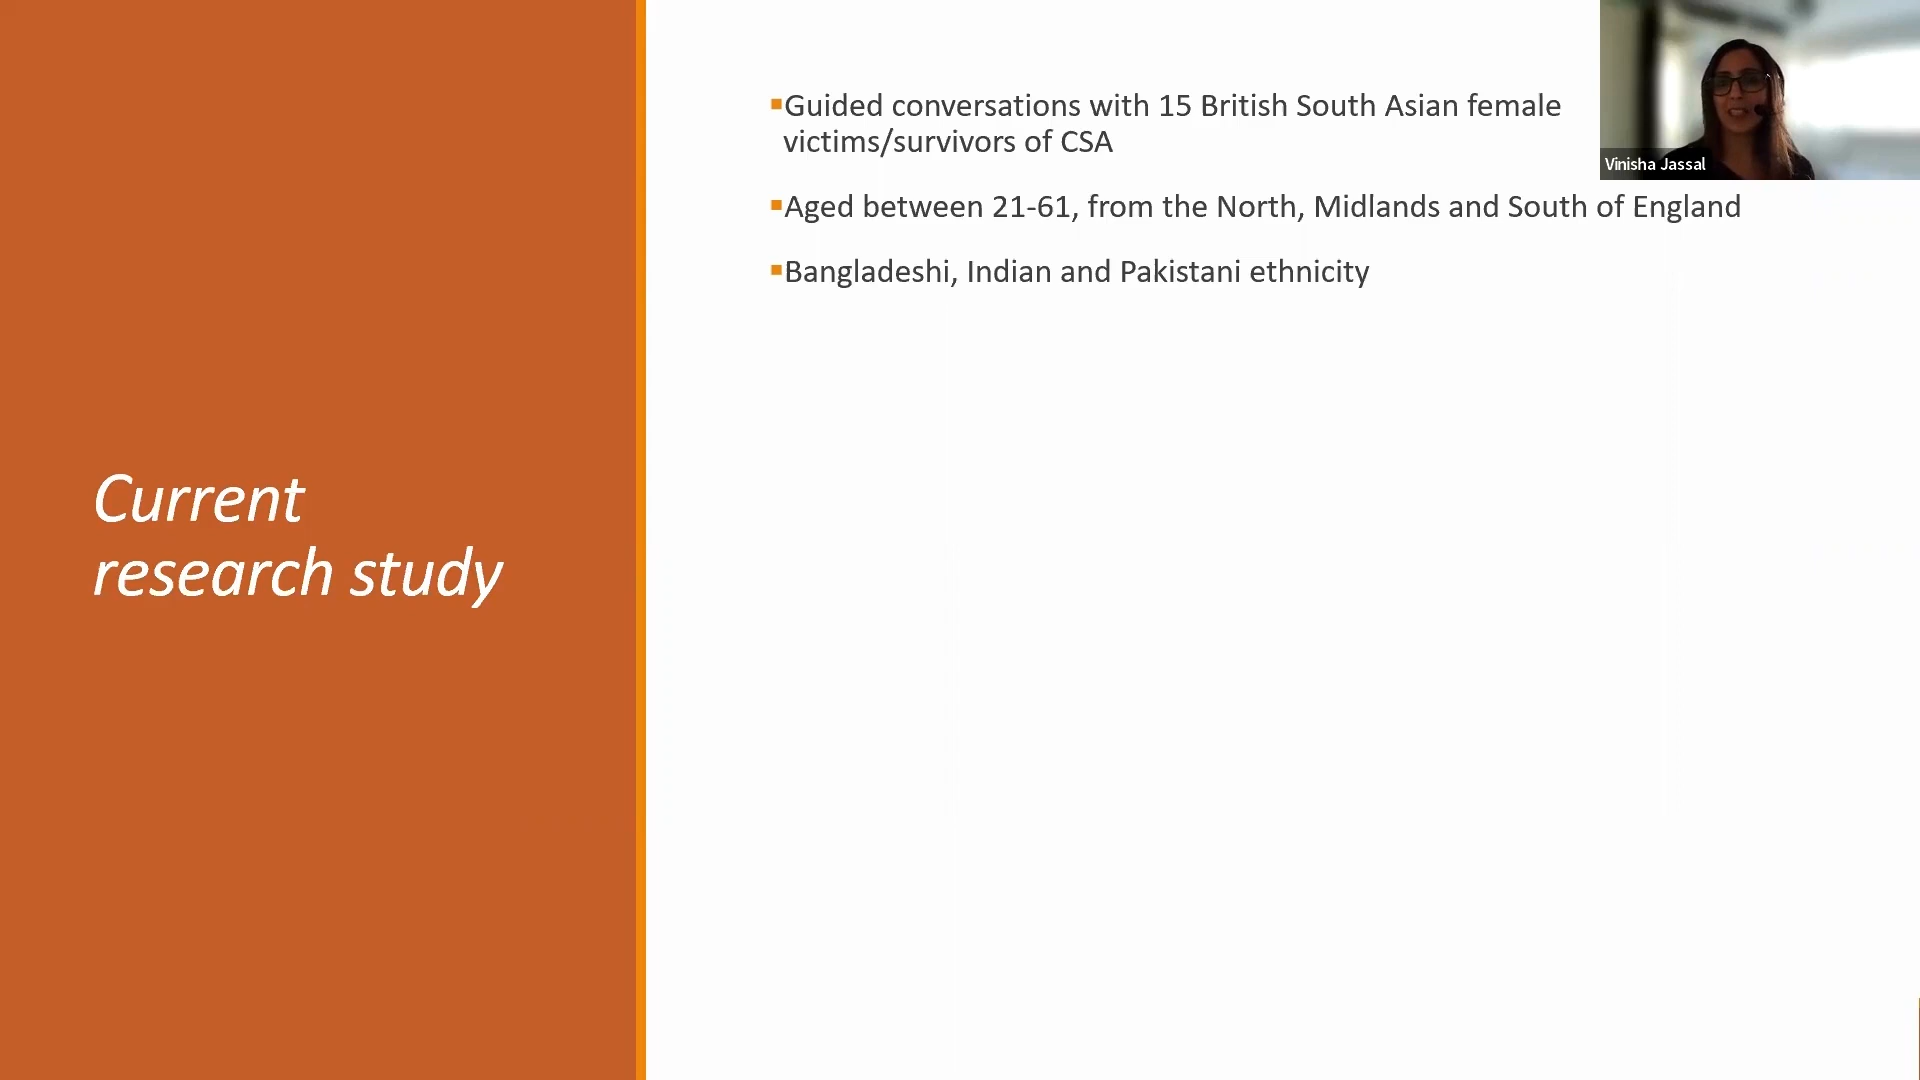 Current
research study
▪Guided conversations with 15 British South Asian female
victims/survivors of CSA
▪Aged between 21-61, from the North, Midlands and South of England
▪Bangladeshi, Indian and Pakistani ethnicity
Vinisha Jassal